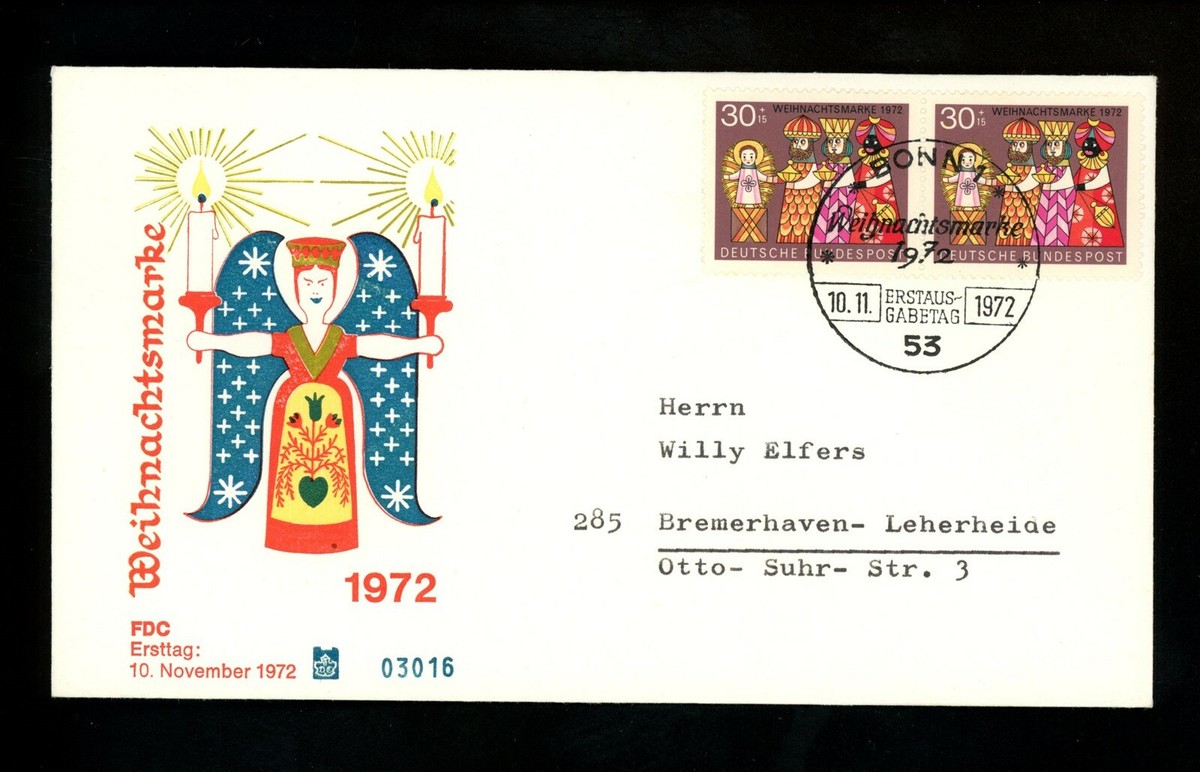 Weihnachtsmarke
1972
FDC
Ersttag:
10. November 1972
03016
30 + 15 WEIHNACHTSMARKE 1972
DEUTSCHE BUNDESPOST
30 + 15 WEIHNACHTSMARKE 1972
DEUTSCHE BUNDESPOST
BONN 1
Weihnachtsmarke
1972
10.11. ERSTAUS-
GABETAG 1972
53
Herrn
Willy Elfers
285 Bremerhaven- Leherheide
Otto- Suhr- Str. 3